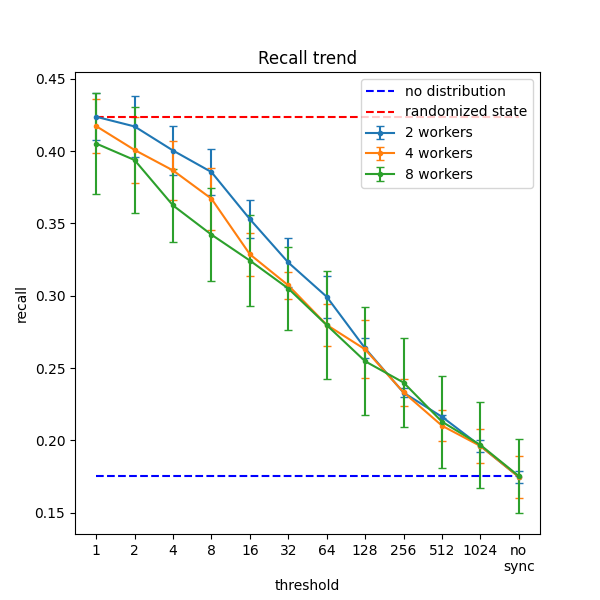 Recall trend
0.45
0.40
0.35
0.30
0.25
0.20
0.15
recall
no distribution
randomized state
2 workers
4 workers
8 workers
1 2 4 8 16 32 64 128 256 512 1024 no
sync
threshold